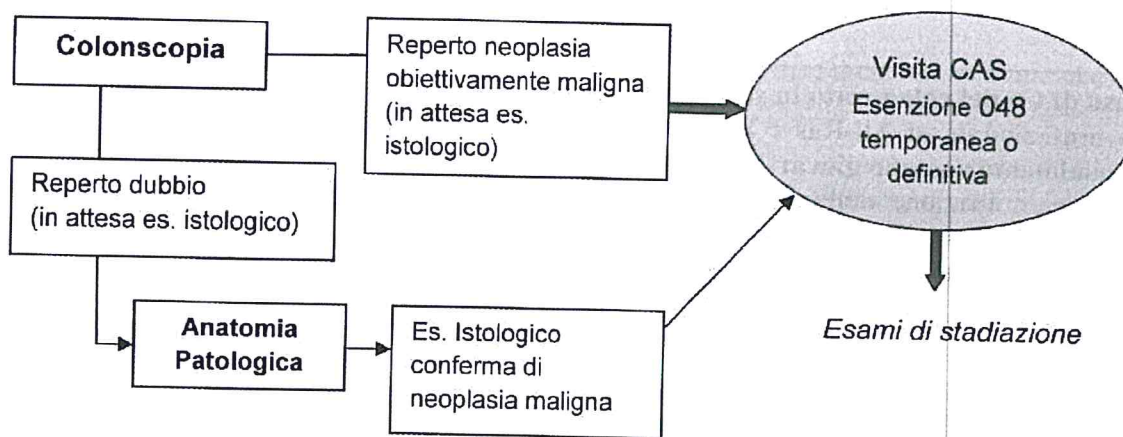 Colonscopia
Reperto neoplasia
obiettivamente maligna
(in attesa es.
istologico)
Visita CAS
Esenzione 048
temporanea o
definitiva
Reperto dubbio
(in attesa es. istologico)
Anatomia
Patologica
Es. Istologico
conferma di
neoplasia maligna
Esami di stadiazione